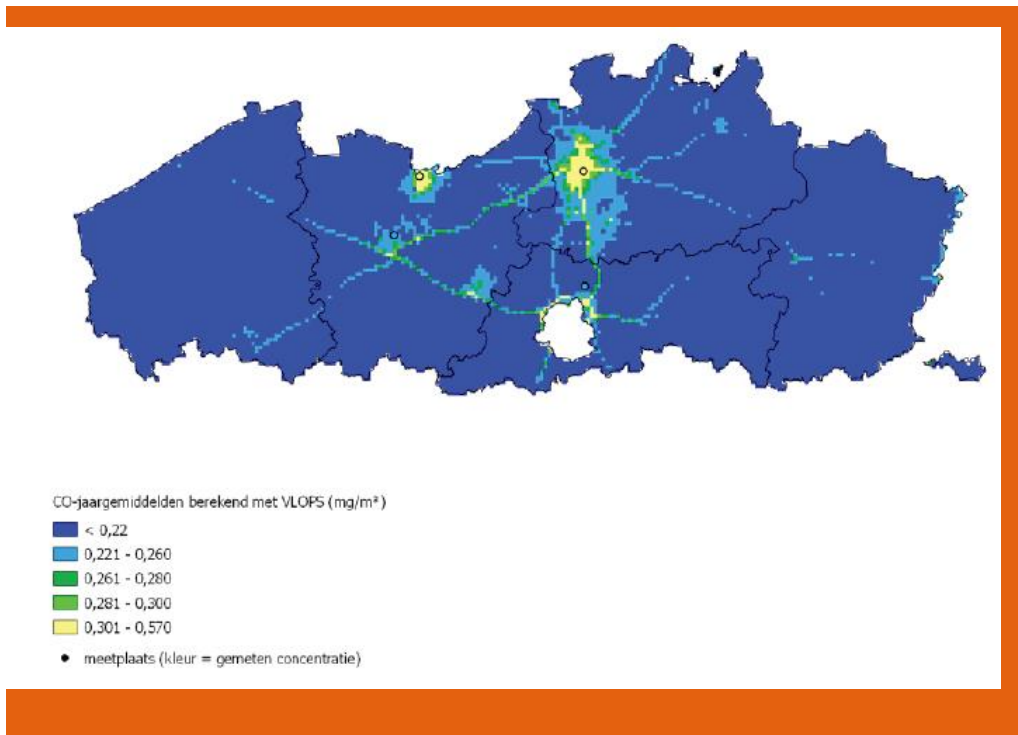 CO-jaargemiddelden berekend met VLOPS (mg/m³)
< 0,22
0,221 - 0,260
0,261 - 0,280
0,281 - 0,300
0,301 - 0,570
meetplaats (kleur = gemeten concentratie)